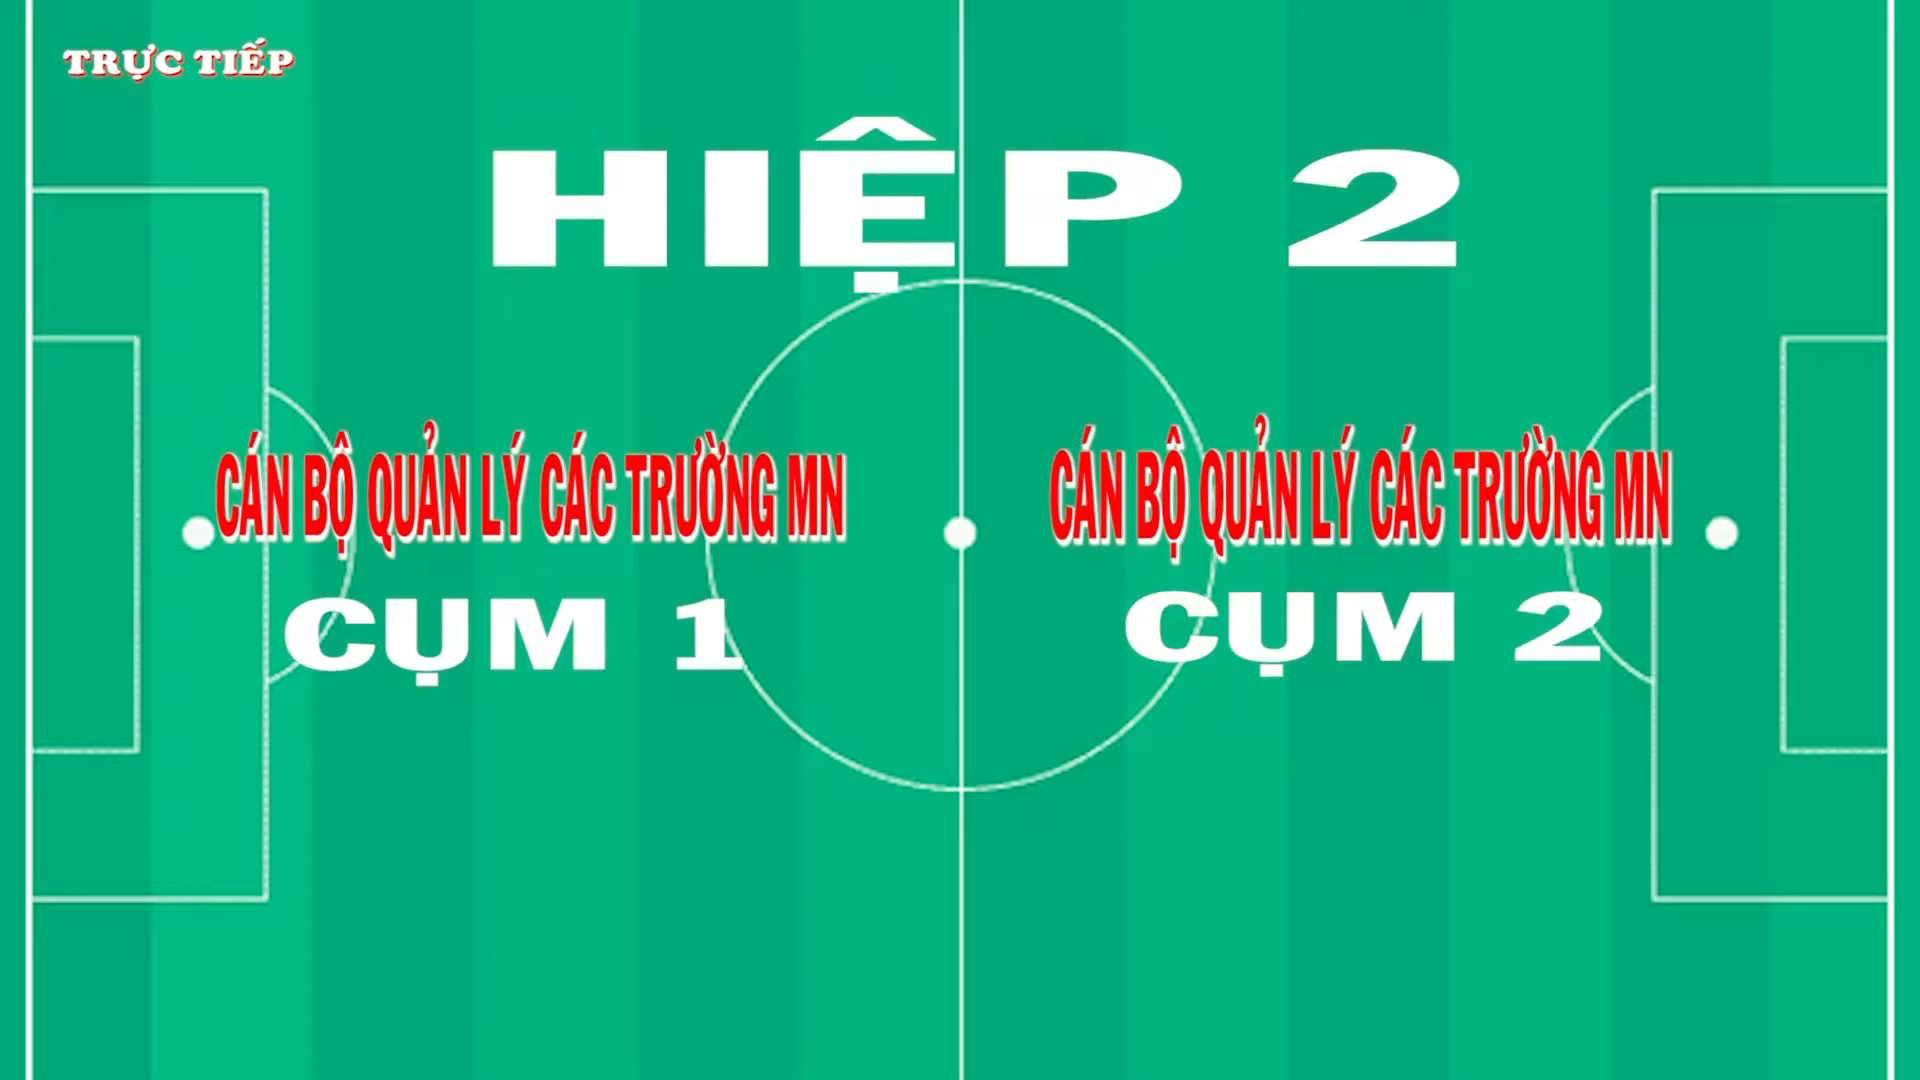 TRỰC TIẾP
HIỆP 2
CÁN BỘ QUẢN LÝ CÁC TRƯỜNG MN
CỤM 1
CÁN BỘ QUẢN LÝ CÁC TRƯỜNG MN
CỤM 2